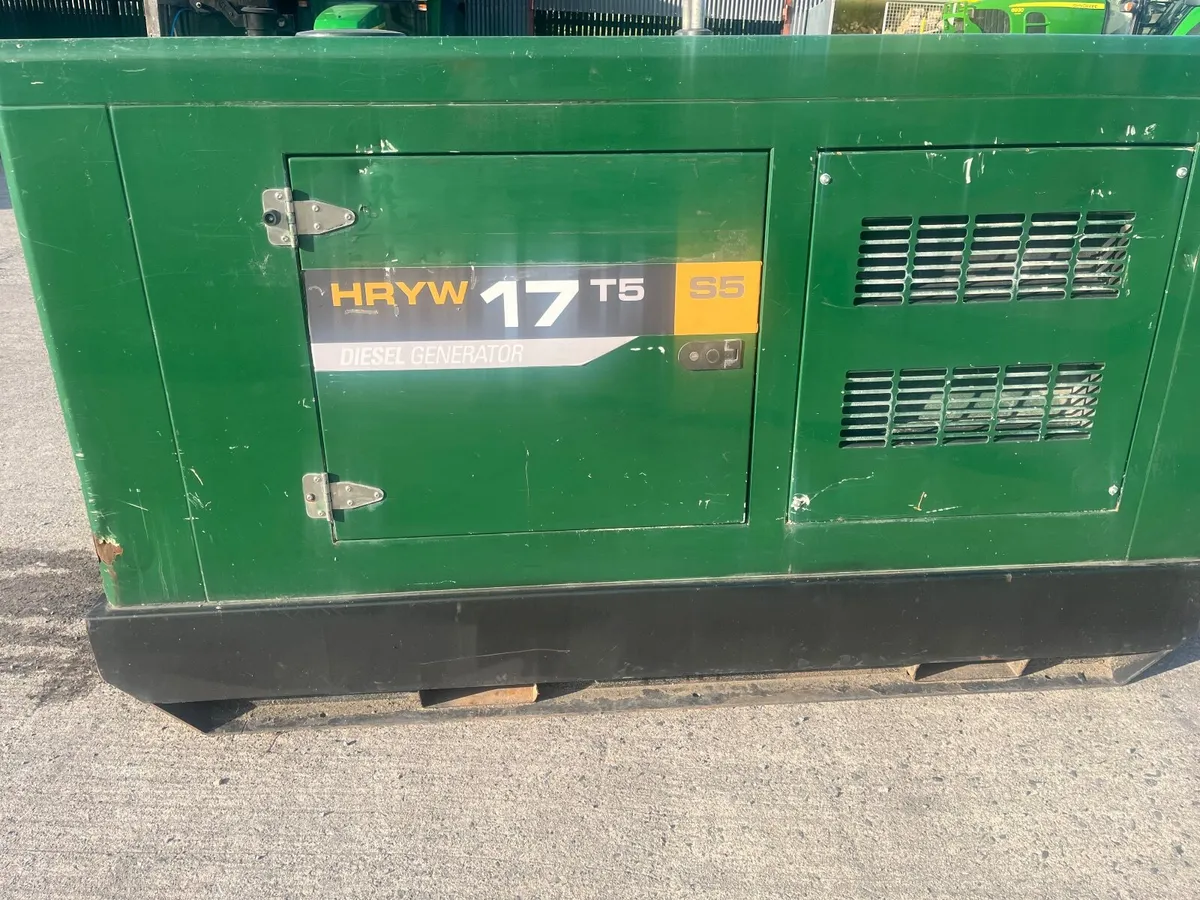 HRYW 17 T5 S5
DIESEL GENERATOR